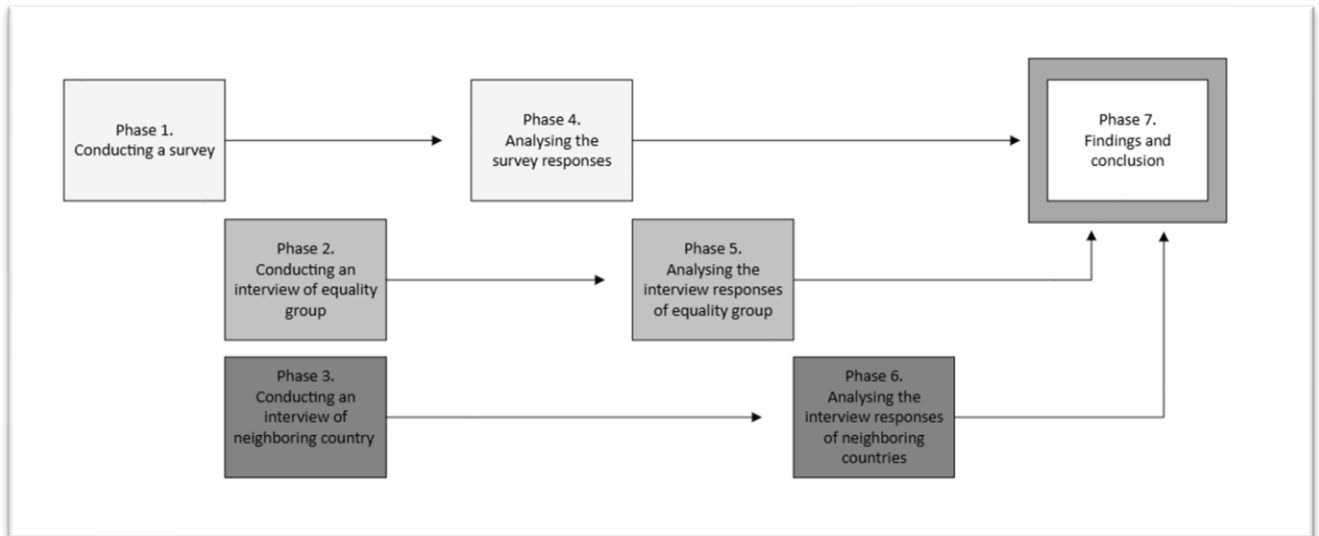 Phase 1.
Conducting a survey
Phase 4.
Analysing the
survey responses
Phase 7.
Findings and
conclusion
Phase 2.
Conducting an
interview of equality
group
Phase 5.
Analysing the
interview responses
of equality group
Phase 3.
Conducting an
interview of
neighboring country
Phase 6.
Analysing the
interview responses
of neighboring
countries